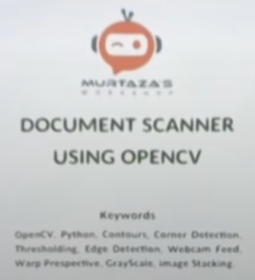 MURTAZA'S
WORKSHOP
DOCUMENT SCANNER
USING OPENCV
Keywords
OpenCV, Python, Contours, Corner Detection,
Thresholding, Edge Detection, Webcam Feed,
Warp Prespective, GrayScale, image Stacking.